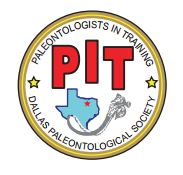 PALEONTOLOGISTS IN TRAINING
PIT
DALLAS PALEONTOLOGICAL SOCIETY